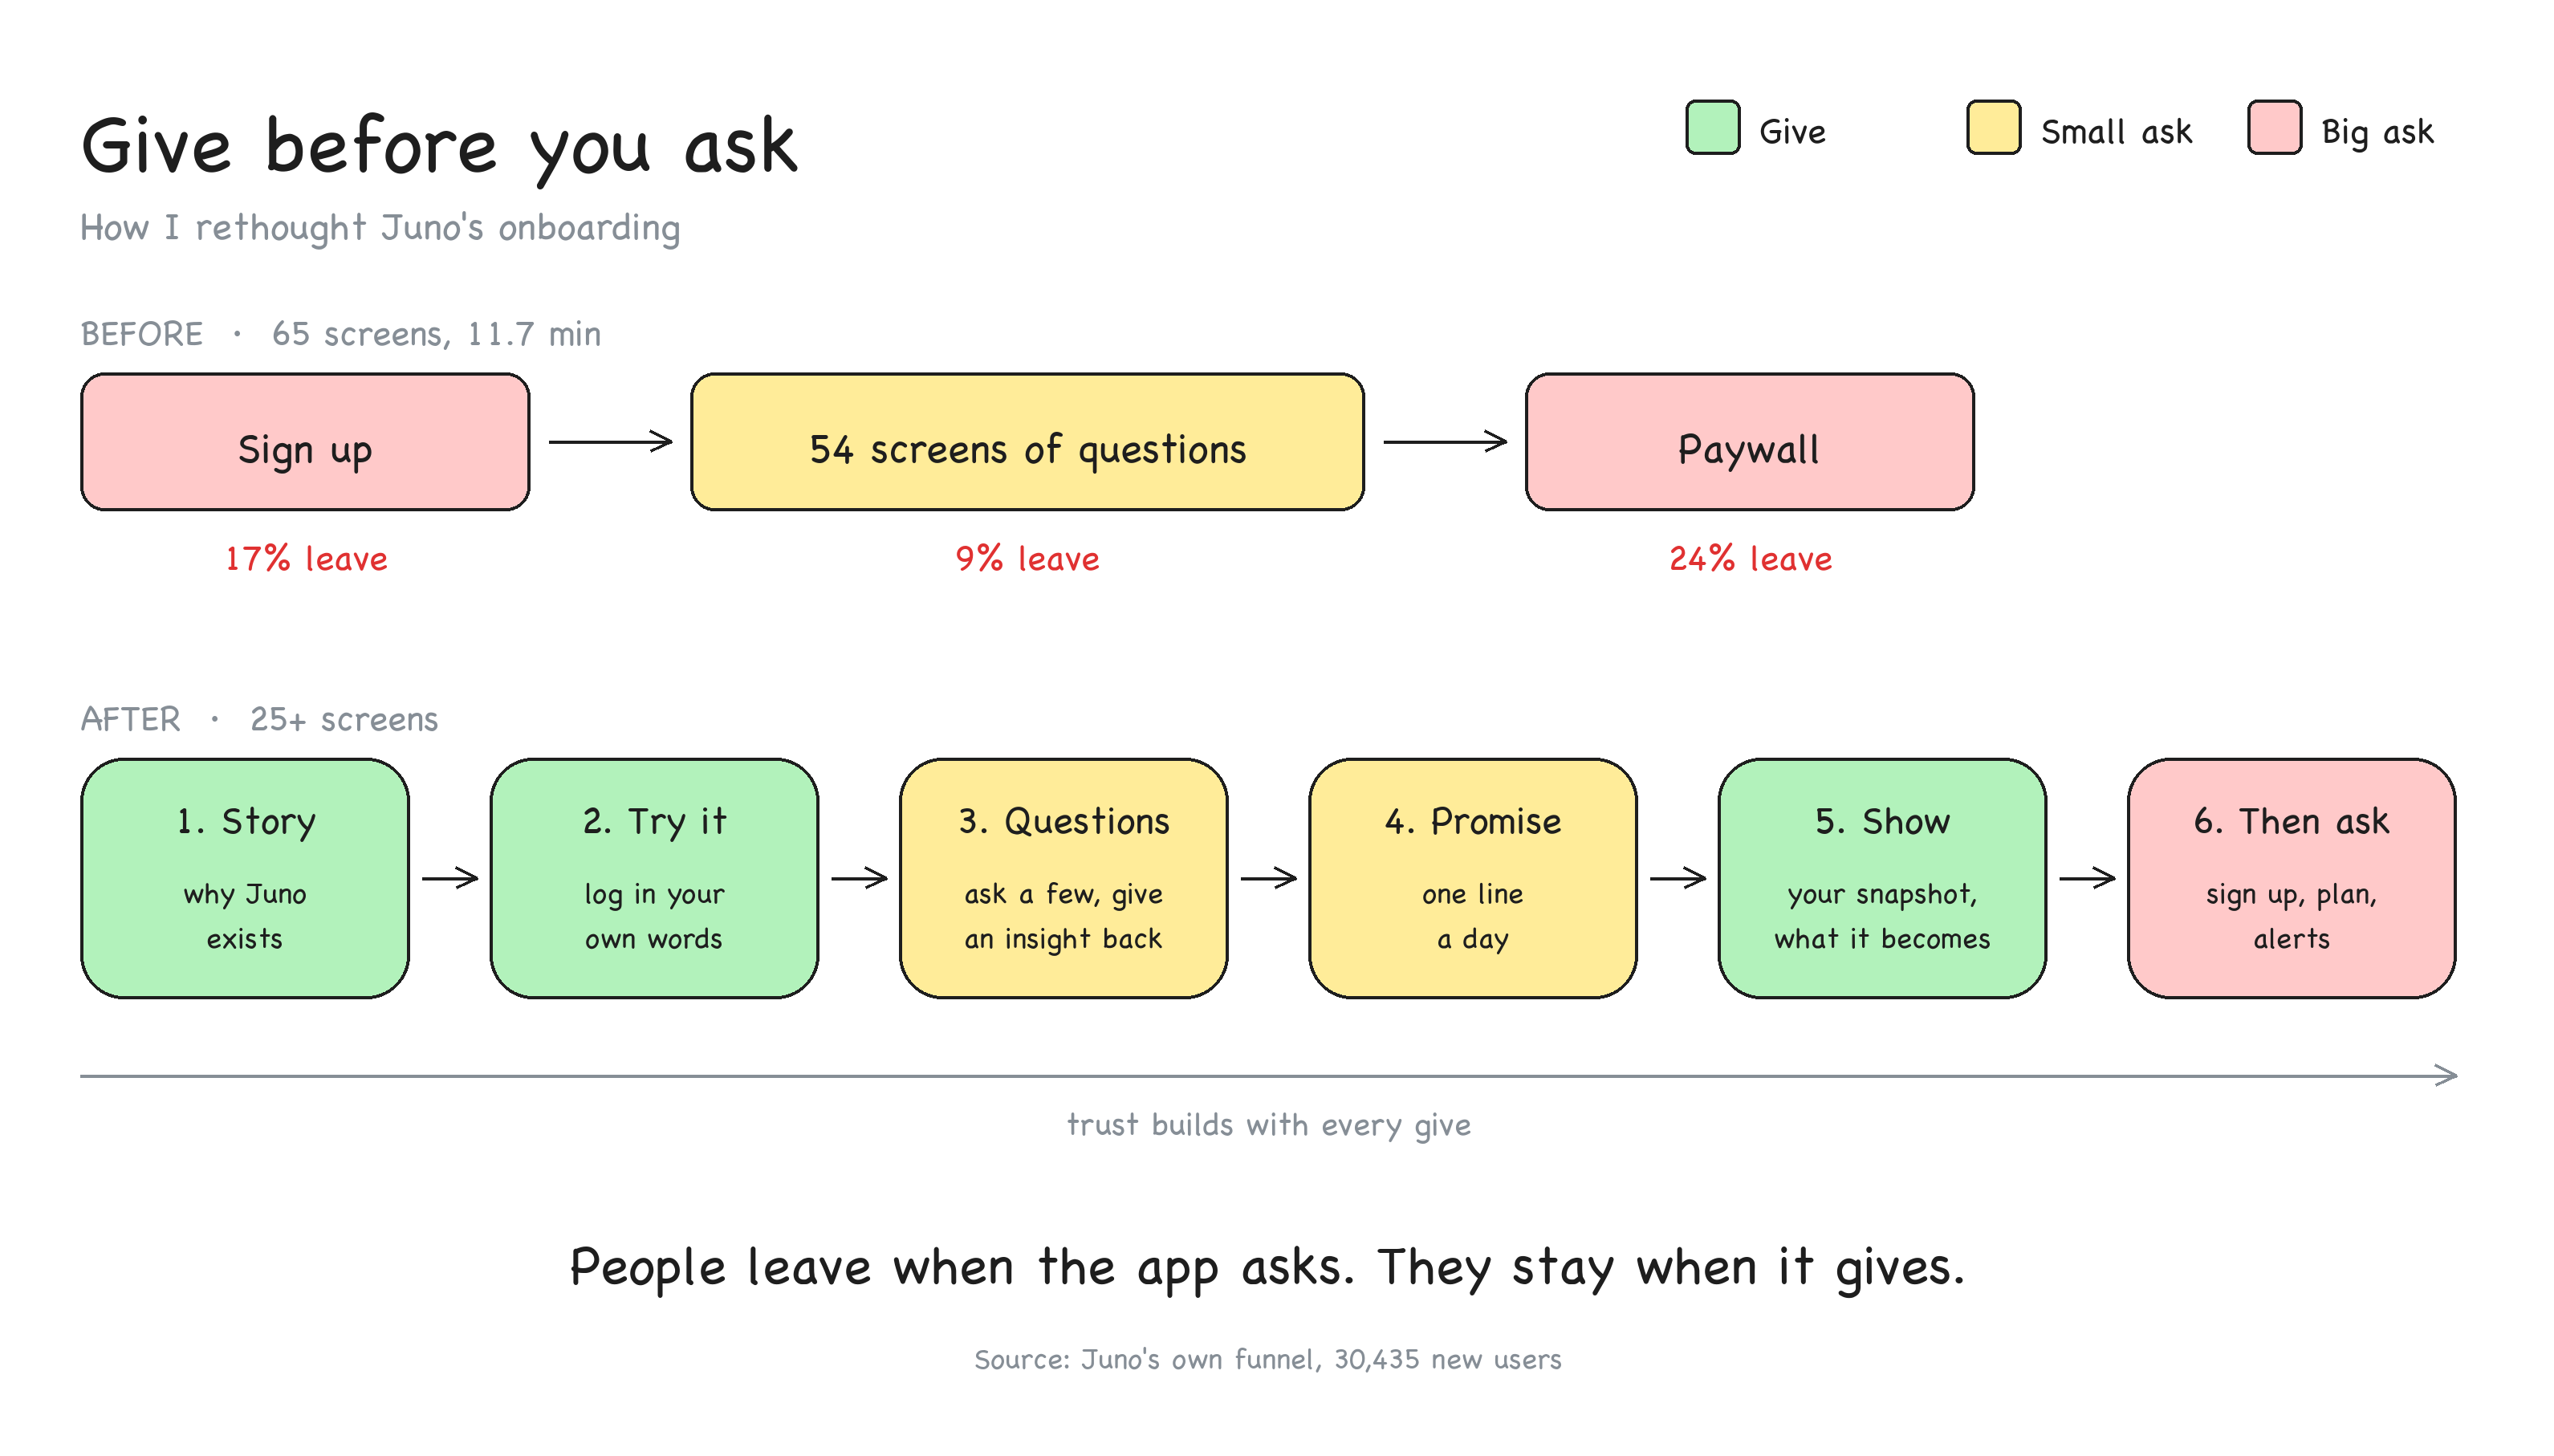 Give before you ask
How I rethought Juno's onboarding
Give
Small ask
Big ask
BEFORE · 65 screens, 11.7 min
Sign up
54 screens of questions
Paywall
17% leave
9% leave
24% leave
AFTER · 25+ screens
1. Story
why Juno
exists
2. Try it
log in your
own words
3. Questions
ask a few, give
an insight back
4. Promise
one line
a day
5. Show
your snapshot,
what it becomes
6. Then ask
sign up, plan,
alerts
trust builds with every give
People leave when the app asks. They stay when it gives.
Source: Juno's own funnel, 30,435 new users